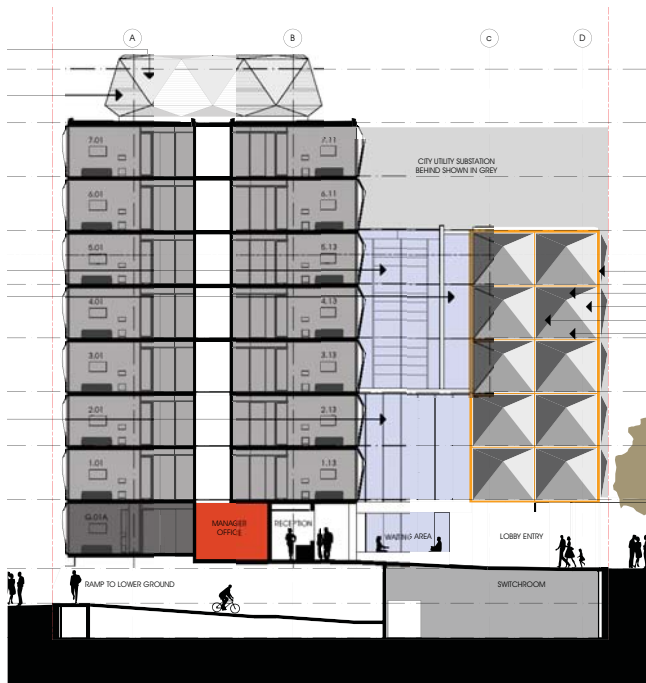 A
B
c
D
7.01
7.11
CITY UTILITY SUBSTATION
BEHIND SHOWN IN GREY
6.01
6.11
5.01
5.13
4.01
4.13
3.01
3.13
2.01
2.13
1.01
1.13
G.01A
MANAGER
OFFICE
RECEPTION
WAITING AREA
LOBBY ENTRY
RAMP TO LOWER GROUND
SWITCHROOM